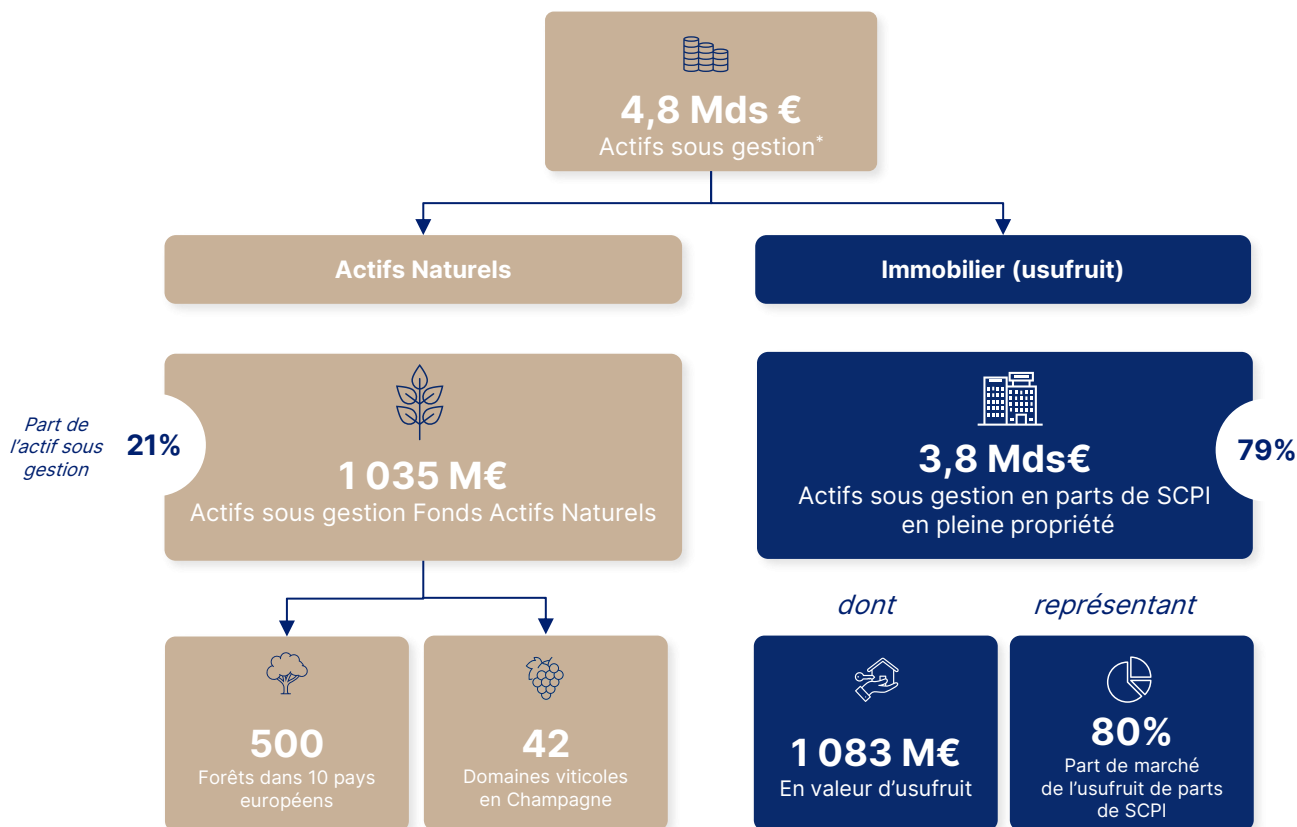 4,8 Mds €
Actifs sous gestion*
Actifs Naturels
Immobilier (usufruit)
Part de
l'actif sous
gestion
21%
1 035 M€
Actifs sous gestion Fonds Actifs Naturels
3,8 Mds€
Actifs sous gestion en parts de SCPI
en pleine propriété
79%
dont
représentant
500
Forêts dans 10 pays
européens
42
Domaines viticoles
en Champagne
1 083 M€
En valeur d'usufruit
80%
Part de marché
de l'usufruit de parts
de SCPI